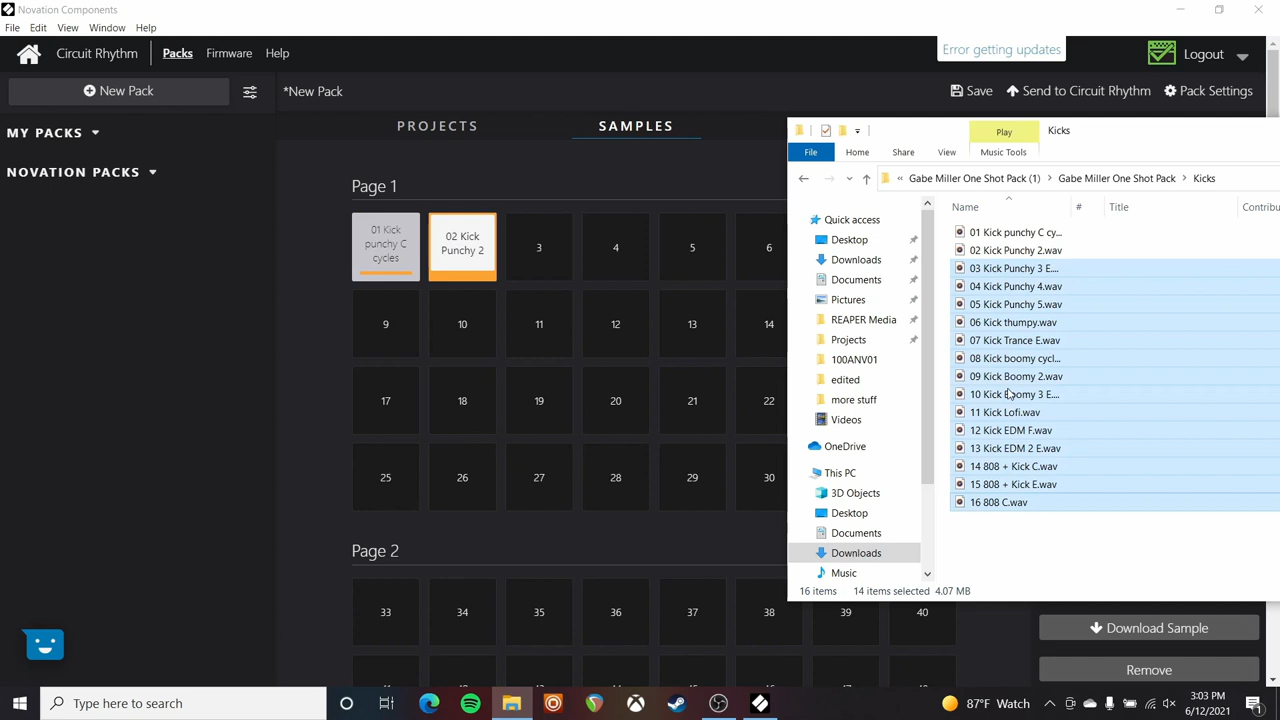 Novation Components
File Edit View Window Help
Circuit Rhythm Packs Firmware Help
Error getting updates
Logout
New Pack
*New Pack
Save
Send to Circuit Rhythm
Pack Settings
MY PACKS
NOVATION PACKS
PROJECTS
SAMPLES
Page 1
01 Kick
punchy C
cycles
02 Kick
Punchy 2
3
4
5
6
9
10
11
12
13
14
17
18
19
20
21
22
25
26
27
28
29
30
Page 2
33
34
35
36
37
38
39
40
Play
Kicks
File
Home
Share
View
Music Tools
« Gabe Miller One Shot Pack (1) > Gabe Miller One Shot Pack > Kicks
Name
#
Title
Contribu
Quick access
Desktop
Downloads
Documents
Pictures
REAPER Media
Projects
100ANV01
edited
more stuff
Videos
OneDrive
This PC
3D Objects
Desktop
Documents
Downloads
Music
01 Kick punchy C cy...
02 Kick Punchy 2.wav
03 Kick Punchy 3 E....
04 Kick Punchy 4.wav
05 Kick Punchy 5.wav
06 Kick thumpy.wav
07 Kick Trance E.wav
08 Kick boomy cycl...
09 Kick Boomy 2.wav
10 Kick Boomy 3 E....
11 Kick Lofi.wav
12 Kick EDM F.wav
13 Kick EDM 2 E.wav
14 808 + Kick C.wav
15 808 + Kick E.wav
16 808 C.wav
16 items
14 items selected 4.07 MB
Download Sample
Remove
Type here to search
87°F Watch
3:03 PM
6/12/2021